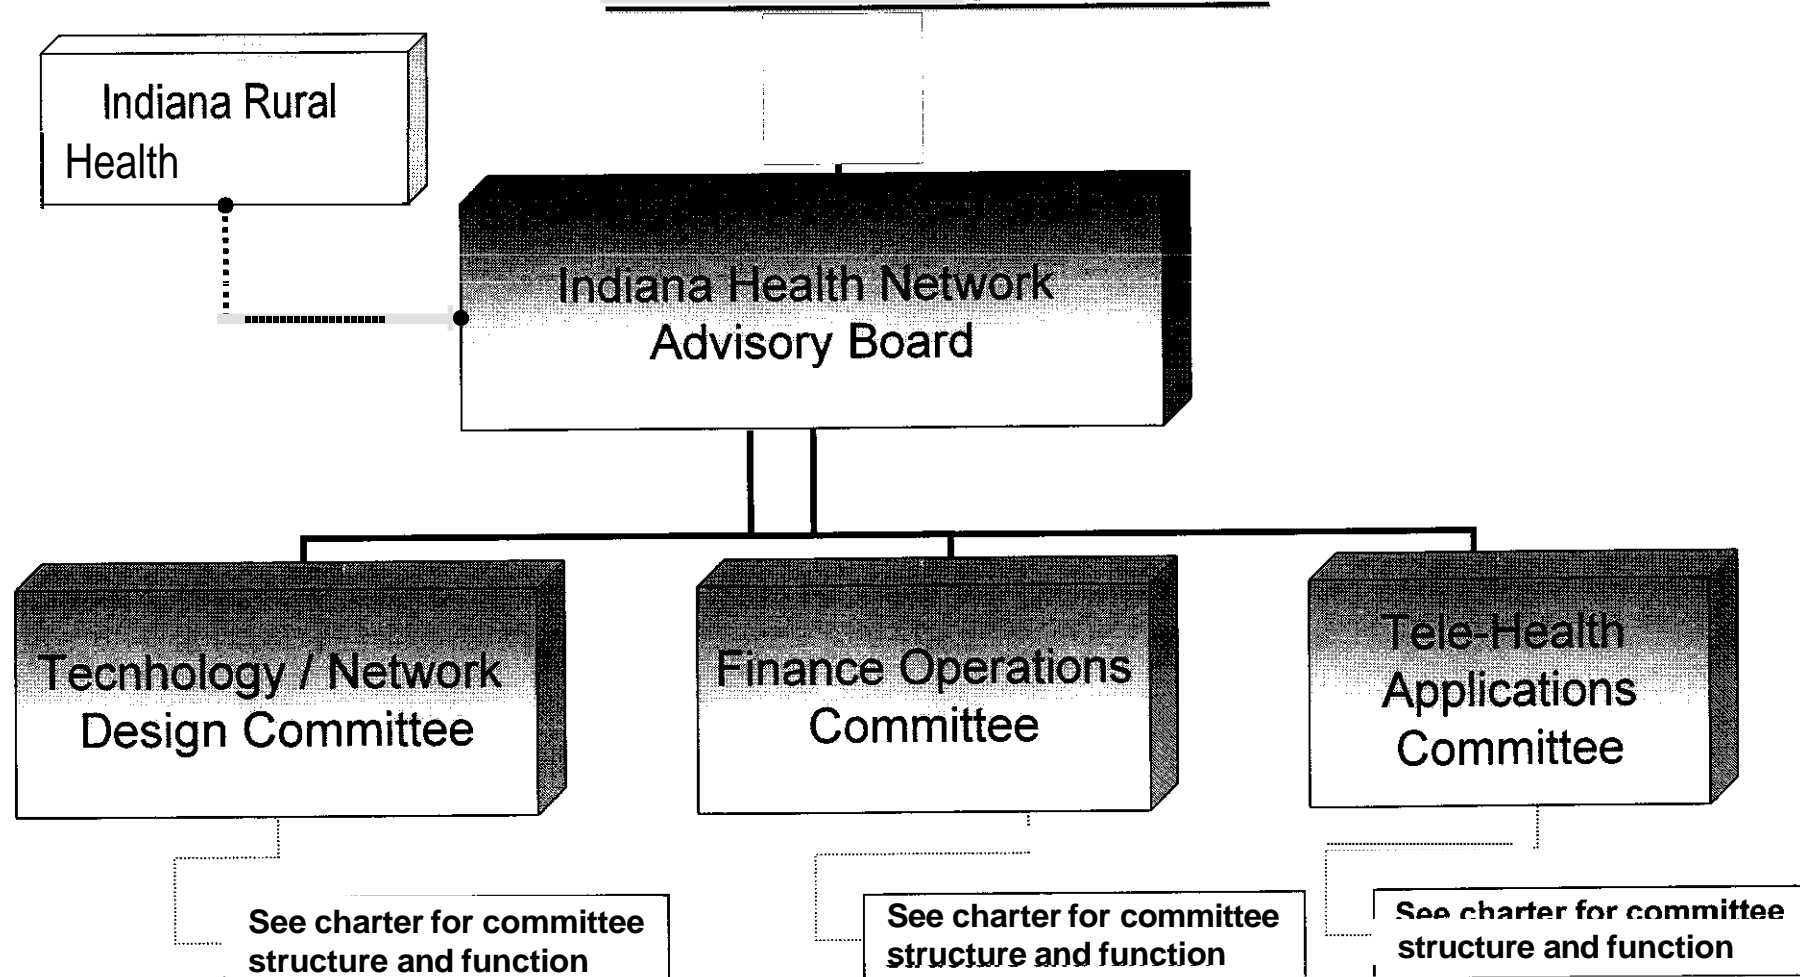 Indiana Rural
Health
Indiana Health Network
Advisory Board
Tecnhology / Network
Design Committee
Finance Operations
Committee
Tele-Health
Applications
Committee
See charter for committee
structure and function
See charter for committee
structure and function
See charter for committee
structure and function